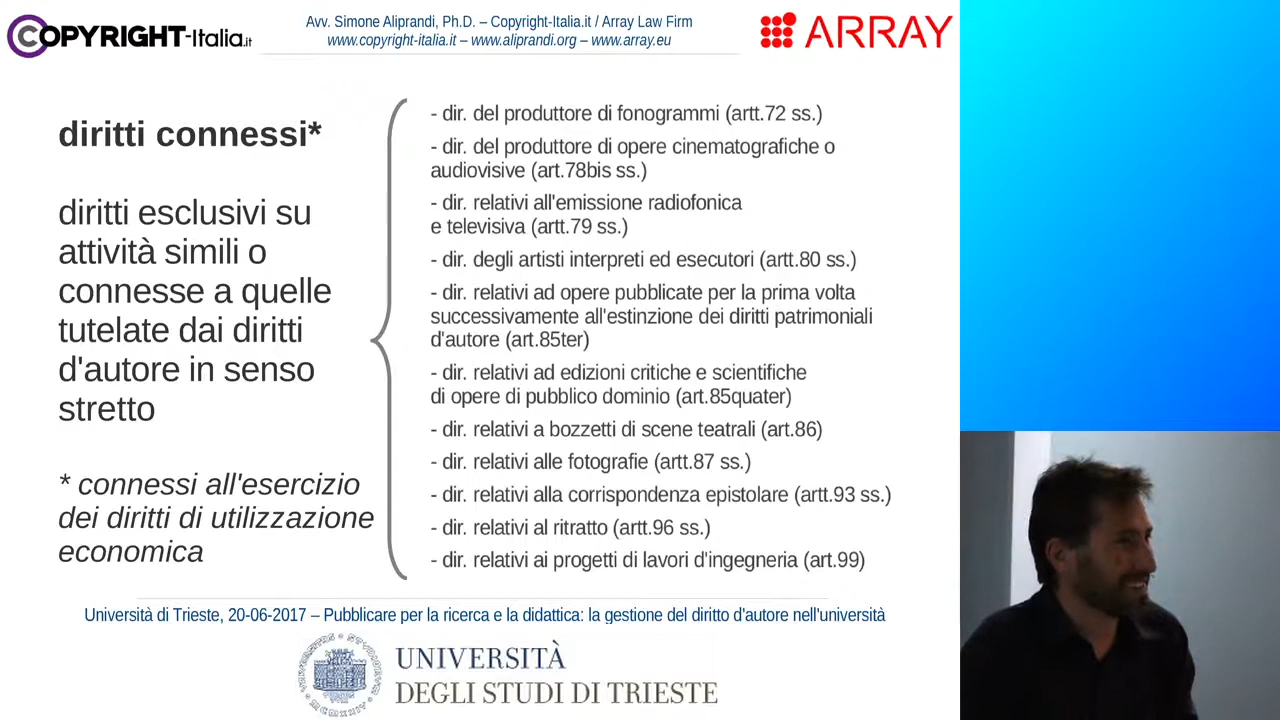 COPYRIGHT-Italia.it
Avv. Simone Aliprandi, Ph.D. – Copyright-Italia.it / Array Law Firm
www.copyright-italia.it – www.aliprandi.org – www.array.eu
ARRAY
diritti connessi*
diritti esclusivi su
attività simili o
connesse a quelle
tutelate dai diritti
d'autore in senso
stretto
* connessi all'esercizio
dei diritti di utilizzazione
economica
- dir. del produttore di fonogrammi (artt.72 ss.)
- dir. del produttore di opere cinematografiche o
audiovisive (art.78bis ss.)
- dir. relativi all'emissione radiofonica
e televisiva (artt.79 ss.)
- dir. degli artisti interpreti ed esecutori (artt.80 ss.)
- dir. relativi ad opere pubblicate per la prima volta
successivamente all'estinzione dei diritti patrimoniali
d'autore (art.85ter)
- dir. relativi ad edizioni critiche e scientifiche
di opere di pubblico dominio (art.85quater)
- dir. relativi a bozzetti di scene teatrali (art.86)
- dir. relativi alle fotografie (artt.87 ss.)
- dir. relativi alla corrispondenza epistolare (artt.93 ss.)
- dir. relativi al ritratto (artt.96 ss.)
- dir. relativi ai progetti di lavori d'ingegneria (art.99)
Università di Trieste, 20-06-2017 – Pubblicare per la ricerca e la didattica: la gestione del diritto d'autore nell'università
UNIVERSITÀ
DEGLI STUDI DI TRIESTE